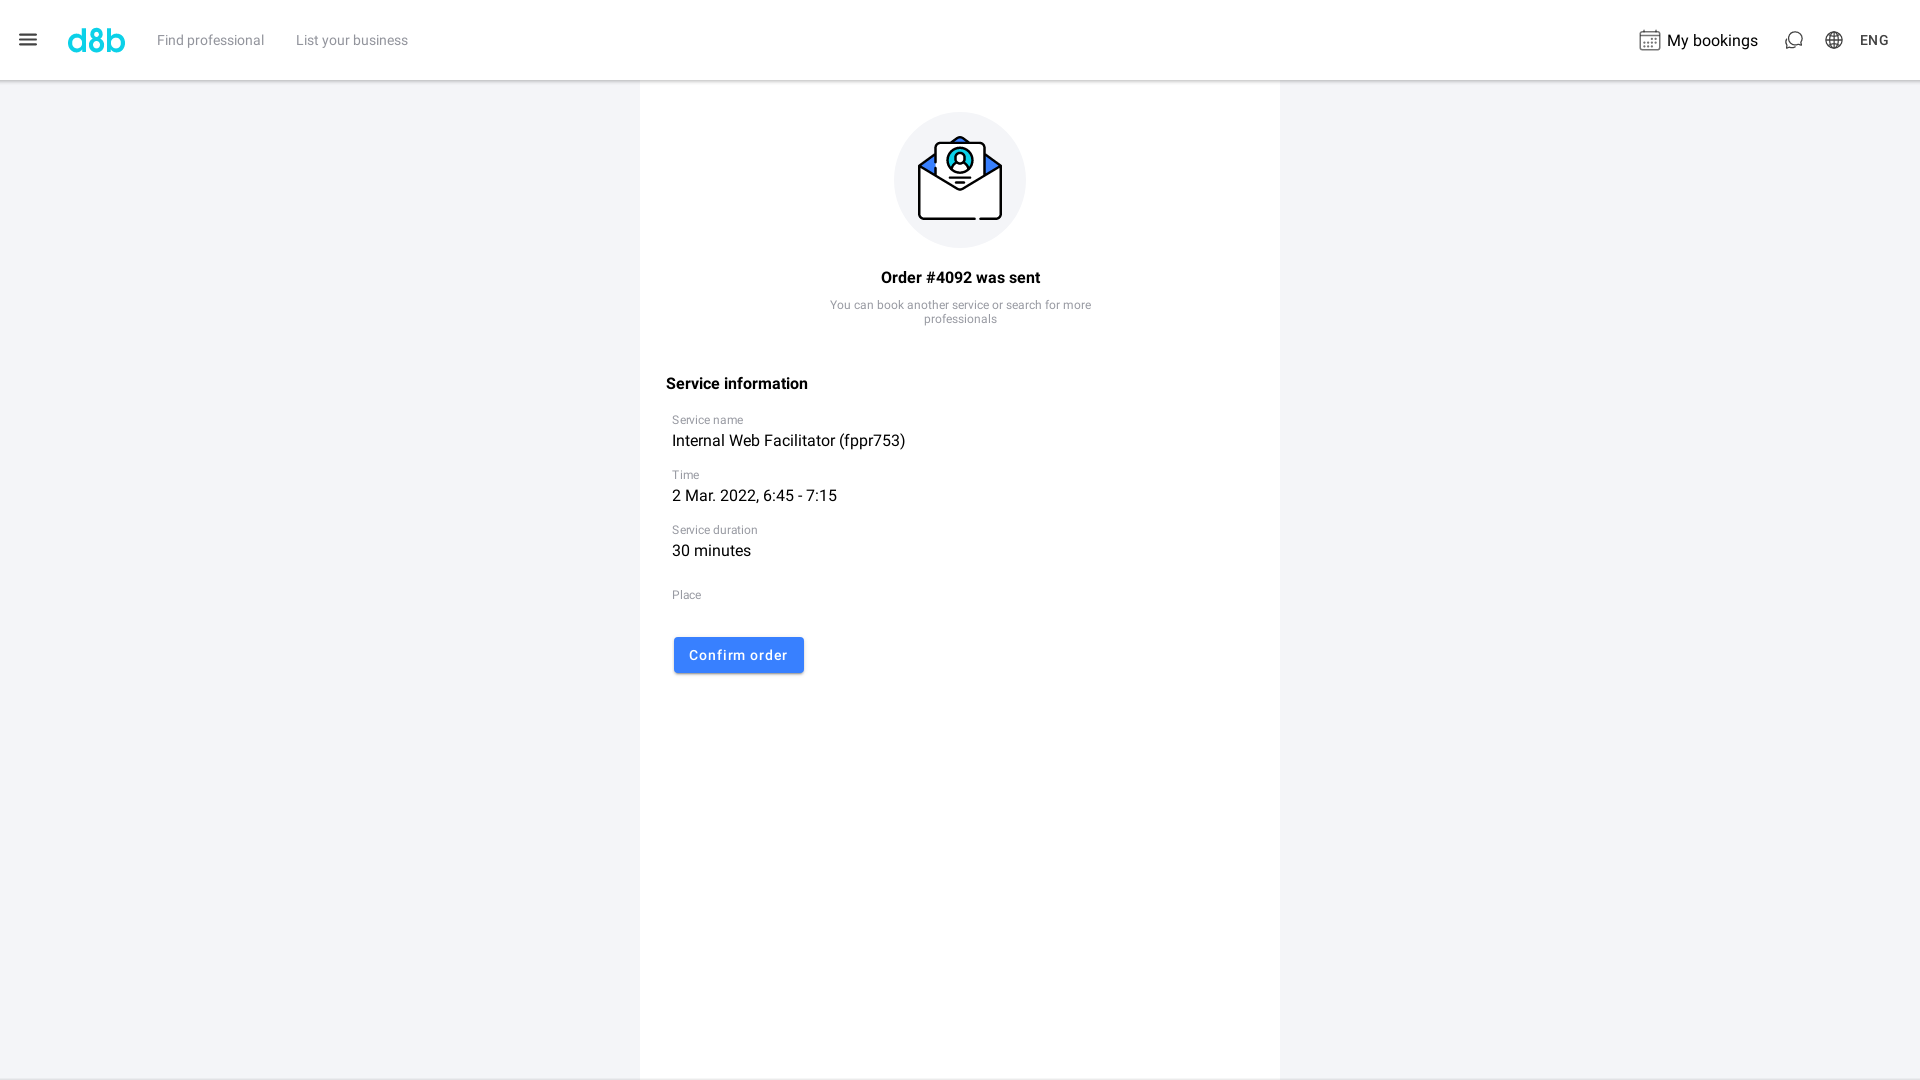 d8b
Find professional
List your business
My bookings
ENG
Order #4092 was sent
You can book another service or search for more
professionals
Service information
Service name
Internal Web Facilitator (fppr753)
Time
2 Mar. 2022, 6:45 - 7:15
Service duration
30 minutes
Place
Confirm order